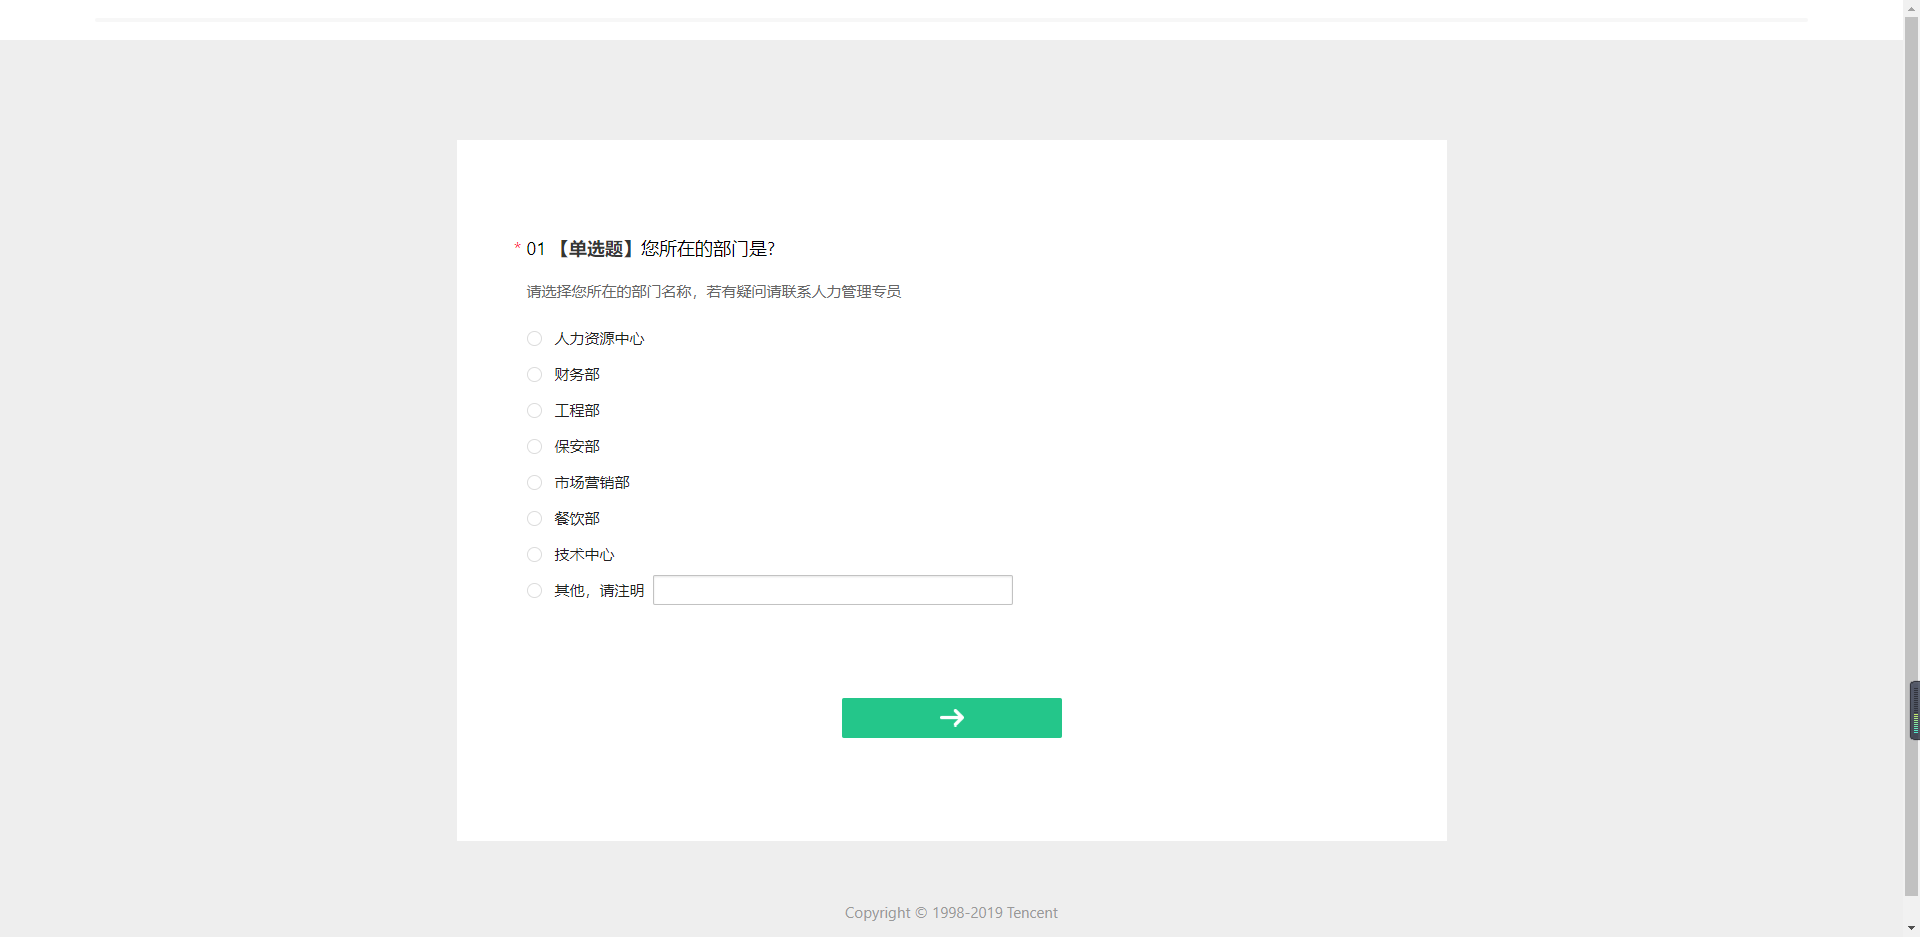 * 01 【单选题】您所在的部门是?
请选择您所在的部门名称，若有疑问请联系人力管理专员
人力资源中心
财务部
工程部
保安部
市场营销部
餐饮部
技术中心
其他，请注明
Copyright © 1998-2019 Tencent